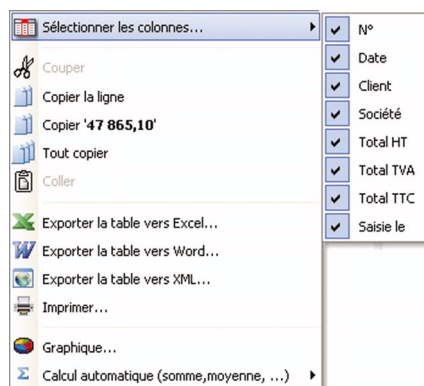 Sélectionner les colonnes...
Couper
Copier la ligne
Copier '47 865,10'
Tout copier
Coller
Exporter la table vers Excel...
Exporter la table vers Word...
Exporter la table vers XML...
Imprimer...
Graphique...
Calcul automatique (somme,moyenne, ...)
N°
Date
Client
Société
Total HT
Total TVA
Total TTC
Saisie le